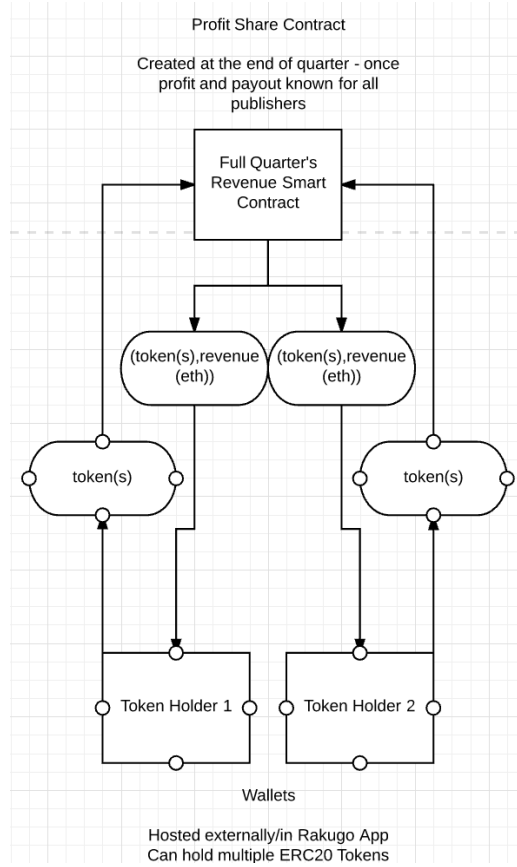 Profit Share Contract
Created at the end of quarter - once
profit and payout known for all
publishers
Full Quarter's
Revenue Smart
Contract
(token(s),revenue
(eth))
(token(s),revenue
(eth))
token(s)
token(s)
Token Holder 1
Token Holder 2
Wallets
Hosted externally/in Rakugo App
Can hold multiple ERC20 Tokens